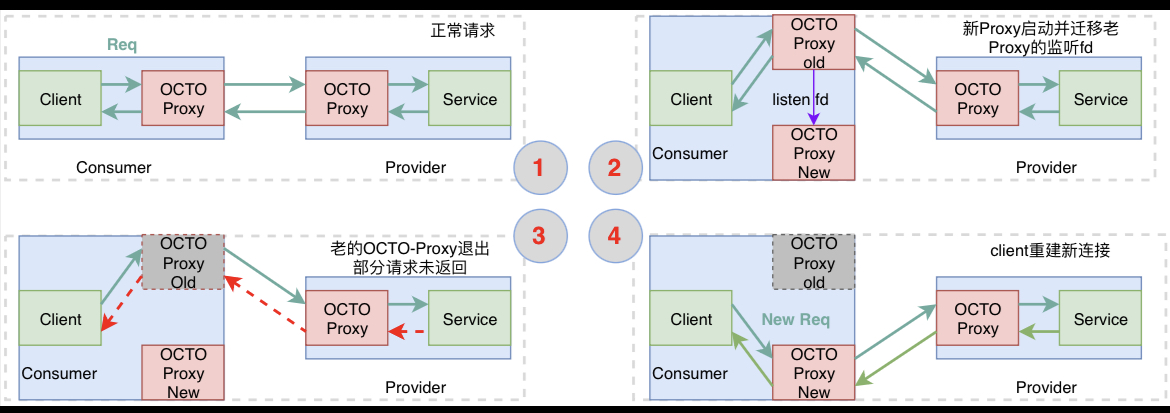 正常请求
Req
Client
OCTO
Proxy
OCTO
Proxy
Service
Consumer
Provider
1
新Proxy启动并迁移老
Proxy的监听fd
OCTO
Proxy
old
Client
listen fd
OCTO
Proxy
New
Consumer
OCTO
Proxy
Service
Provider
2
老的OCTO-Proxy退出
部分请求未返回
OCTO
Proxy
Old
Client
OCTO
Proxy
New
Consumer
OCTO
Proxy
Service
Provider
3
client重建新连接
OCTO
Proxy
old
Client
New Req
OCTO
Proxy
New
Consumer
OCTO
Proxy
Service
Provider
4